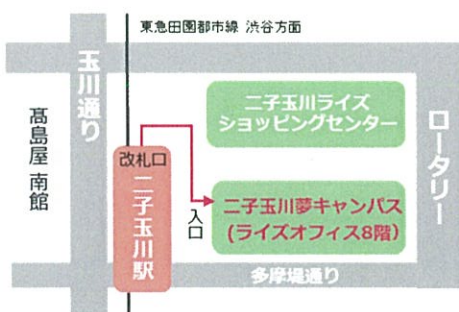 東急田園都市線 渋谷方面
玉川通り
髙島屋 南館
二子玉川ライズ
ショッピングセンター
ロータリー
改札口
二子玉川駅
入口
二子玉川夢キャンパス
(ライズオフィス8階)
多摩堤通り